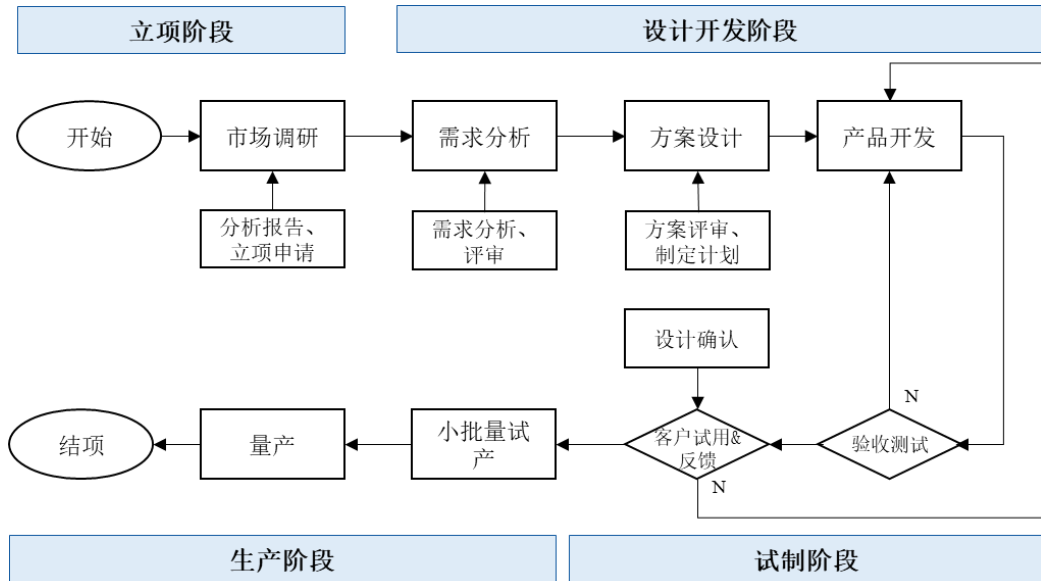 立项阶段
设计开发阶段
开始
市场调研
需求分析
方案设计
产品开发
分析报告、
立项申请
需求分析、
评审
方案评审、
制定计划
设计确认
N
结项
量产
小批量试
产
客户试用&
反馈
验收测试
N
生产阶段
试制阶段